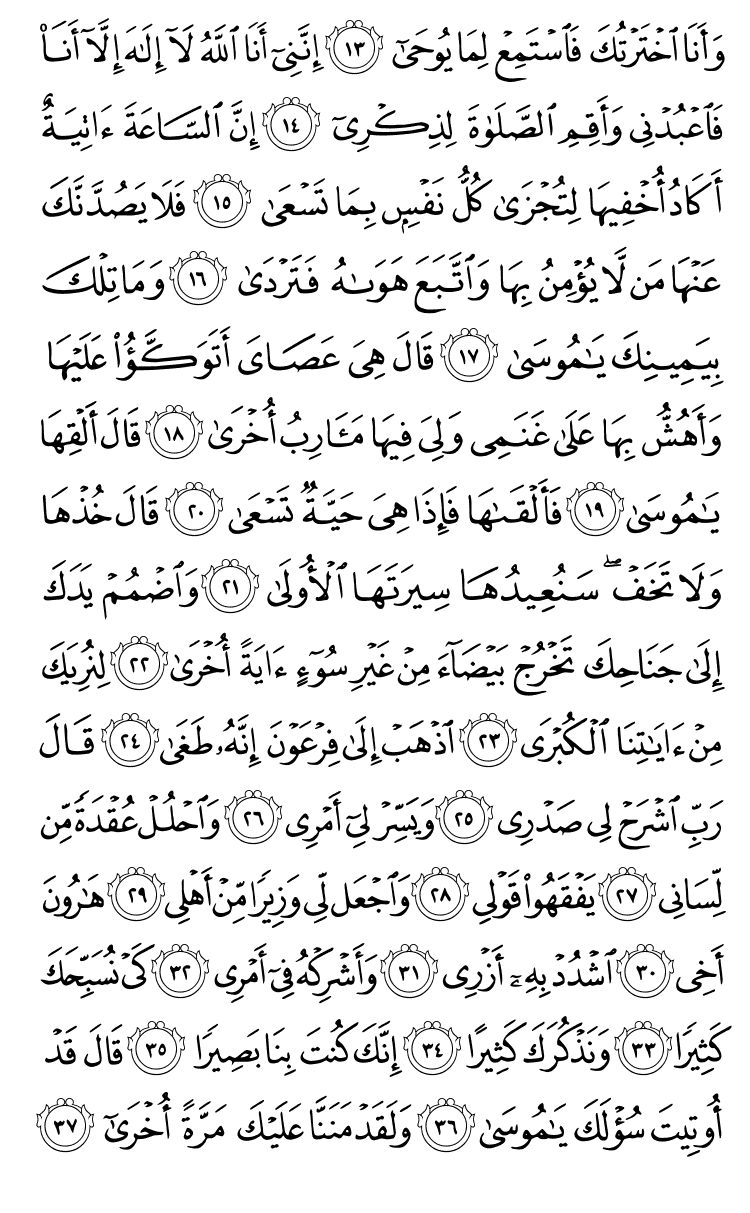 وَأَنَا ٱخْتَرْتُكَ فَٱسْتَمِعْ لِمَا يُوحَىٰٓ ١٣ إِنَّنِىٓ أَنَا ٱللَّهُ لَآ إِلَـٰهَ إِلَّآ أَنَا۠
فَٱعْبُدْنِى وَأَقِمِ ٱلصَّلَوٰةَ لِذِكْرِىٓ ١٤ إِنَّ ٱلسَّاعَةَ ءَاتِيَةٌ
أَكَادُ أُخْفِيهَا لِتُجْزَىٰ كُلُّ نَفْسٍۭ بِمَا تَسْعَىٰ ١٥ فَلَا يَصُدَّنَّكَ
عَنْهَا مَن لَّا يُؤْمِنُ بِهَا وَٱتَّبَعَ هَوَىٰهُ فَتَرْدَىٰ ١٦ وَمَا تِلْكَ
بِيَمِينِكَ يَـٰمُوسَىٰ ١٧ قَالَ هِىَ عَصَاىَ أَتَوَكَّؤُا۟ عَلَيْهَا
وَأَهُشُّ بِهَا عَلَىٰ غَنَمِى وَلِىَ فِيهَا مَـَٔارِبُ أُخْرَىٰ ١٨ قَالَ أَلْقِهَا
يَـٰمُوسَىٰ ١٩ فَأَلْقَىٰهَا فَإِذَا هِىَ حَيَّةٌ تَسْعَىٰ ٢٠ قَالَ خُذْهَا
وَلَا تَخَفْ ۖ سَنُعِيدُهَا سِيرَتَهَا ٱلْأُولَىٰ ٢١ وَٱضْمُمْ يَدَكَ
إِلَىٰ جَنَاحِكَ تَخْرُجْ بَيْضَآءَ مِنْ غَيْرِ سُوٓءٍ ءَايَةً أُخْرَىٰ ٢٢ لِنُرِيَكَ
مِنْ ءَايَـٰتِنَا ٱلْكُبْرَى ٢٣ ٱذْهَبْ إِلَىٰ فِرْعَوْنَ إِنَّهُۥ طَغَىٰ ٢٤ قَالَ
رَبِّ ٱشْرَحْ لِى صَدْرِى ٢٥ وَيَسِّرْ لِىٓ أَمْرِى ٢٦ وَٱحْلُلْ عُقْدَةً مِّن
لِّسَانِى ٢٧ يَفْقَهُوا۟ قَوْلِى ٢٨ وَٱجْعَل لِّى وَزِيرًا مِّنْ أَهْلِى ٢٩ هَـٰرُونَ
أَخِى ٣٠ ٱشْدُدْ بِهِۦٓ أَزْرِى ٣١ وَأَشْرِكْهُ فِىٓ أَمْرِى ٣٢ كَىْ نُسَبِّحَكَ
كَثِيرًا ٣٣ وَنَذْكُرَكَ كَثِيرًا ٣٤ إِنَّكَ كُنتَ بِنَا بَصِيرًا ٣٥ قَالَ قَدْ
أُوتِيتَ سُؤْلَكَ يَـٰمُوسَىٰ ٣٦ وَلَقَدْ مَنَنَّا عَلَيْكَ مَرَّةً أُخْرَىٰٓ ٣٧